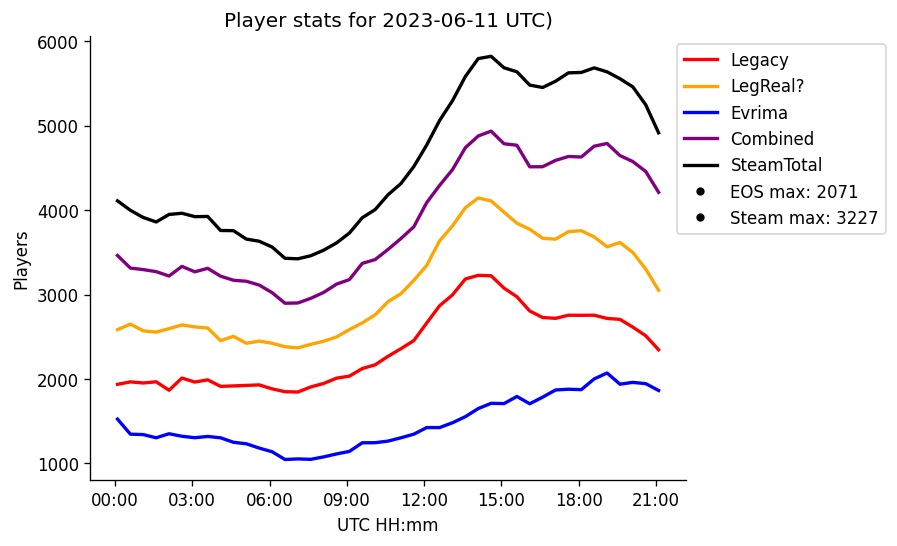 Player stats for 2023-06-11 UTC)
6000
5000
4000
3000
2000
1000
Players
00:00 03:00 06:00 09:00 12:00 15:00 18:00 21:00
UTC HH:mm
Legacy
LegReal?
Evrima
Combined
SteamTotal
EOS max: 2071
Steam max: 3227